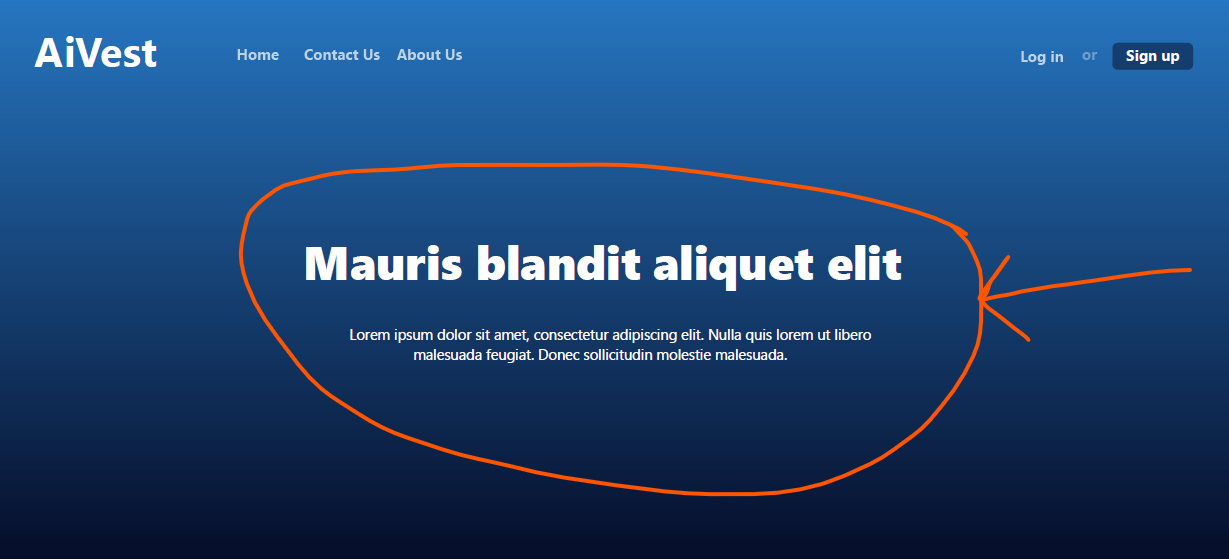 AiVest
Home Contact Us About Us
Log in or Sign up
Mauris blandit aliquet elit
Lorem ipsum dolor sit amet, consectetur adipiscing elit. Nulla quis lorem ut libero
malesuada feugiat. Donec sollicitudin molestie malesuada.